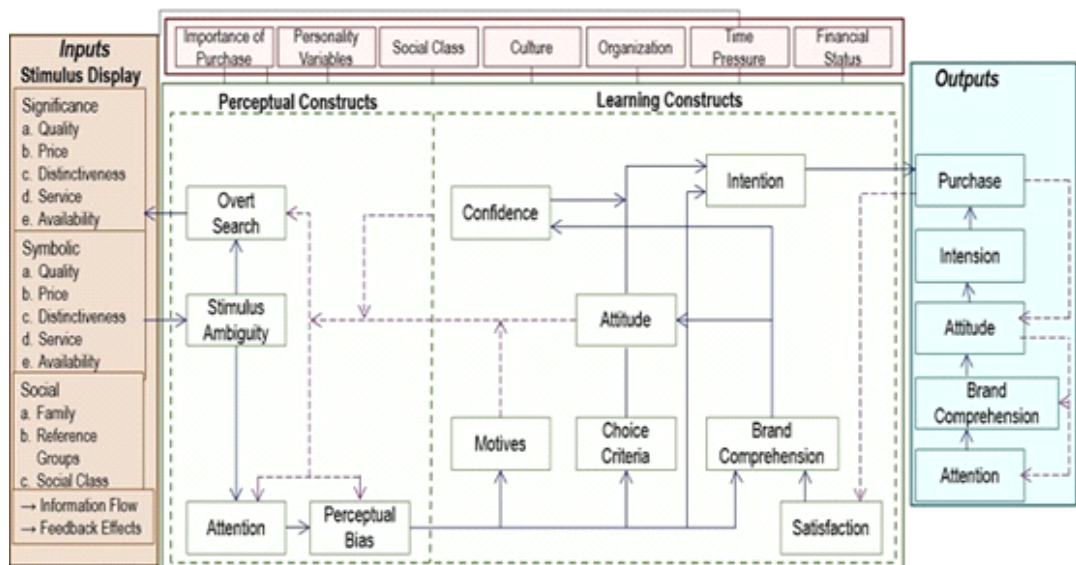 Importance of
Purchase
Personality
Variables
Social Class
Culture
Organization
Time
Pressure
Financial
Status
Inputs
Stimulus Display
Significance
a. Quality
b. Price
c. Distinctiveness
d. Service
e. Availability
Symbolic
a. Quality
b. Price
c. Distinctiveness
d. Service
e. Availability
Social
a. Family
b. Reference
Groups
c. Social Class
→ Information Flow
→ Feedback Effects
Perceptual Constructs
Overt
Search
Stimulus
Ambiguity
Attention
Perceptual
Bias
Learning Constructs
Confidence
Intention
Attitude
Motives
Choice
Criteria
Brand
Comprehension
Satisfaction
Outputs
Purchase
Intension
Attitude
Brand
Comprehension
Attention